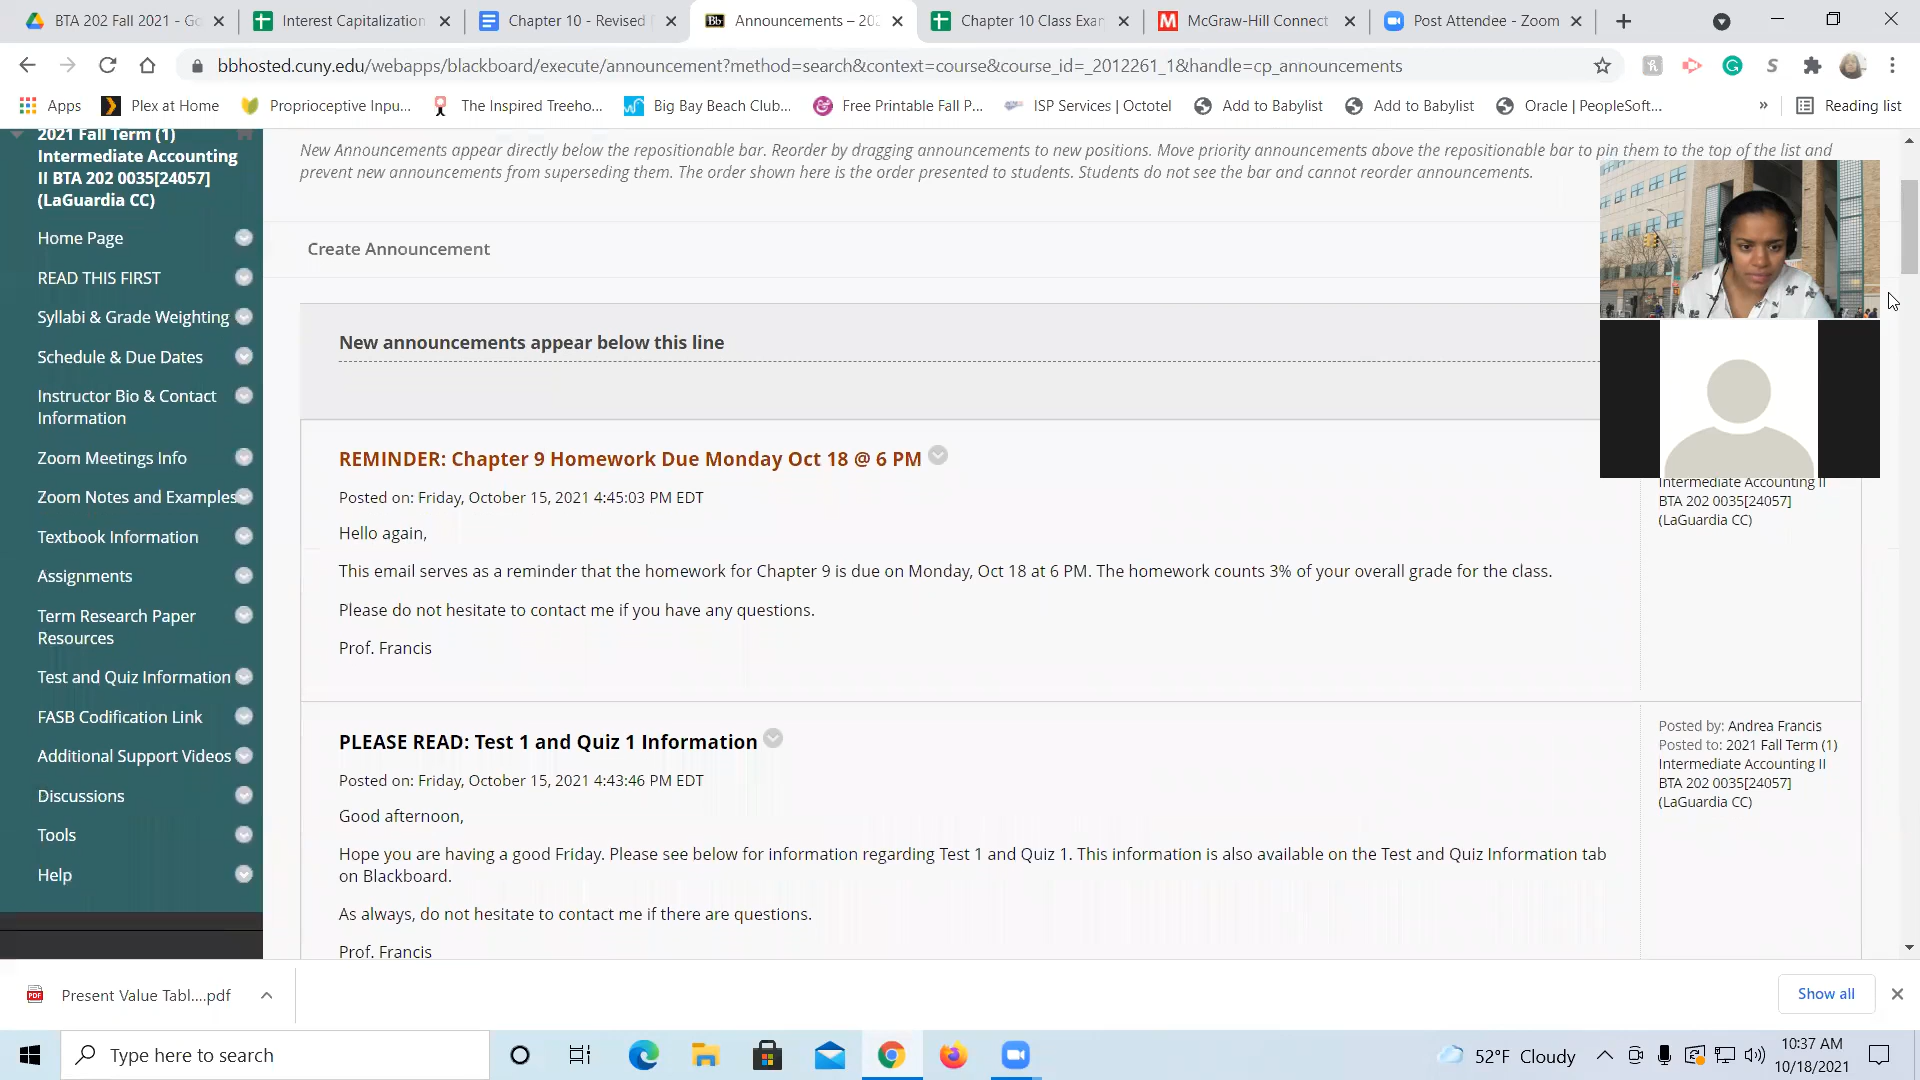 BTA 202 Fall 2021 - Go
Interest Capitalization
Chapter 10 - Revised
Announcements – 202
Chapter 10 Class Exam
McGraw-Hill Connect
Post Attendee - Zoom
bbhosted.cuny.edu/webapps/blackboard/execute/announcement?method=search&context=course&course_id=_2012261_1&handle=cp_announcements
Apps
Plex at Home
Proprioceptive Inpu...
The Inspired Treeho...
Big Bay Beach Club...
Free Printable Fall P...
ISP Services | Octotel
Add to Babylist
Add to Babylist
Oracle | PeopleSoft...
»
Reading list
2021 Fall Term (1)
Intermediate Accounting
II BTA 202 0035[24057]
(LaGuardia CC)
Home Page
READ THIS FIRST
Syllabi & Grade Weighting
Schedule & Due Dates
Instructor Bio & Contact
Information
Zoom Meetings Info
Zoom Notes and Examples
Textbook Information
Assignments
Term Research Paper
Resources
Test and Quiz Information
FASB Codification Link
Additional Support Videos
Discussions
Tools
Help
New Announcements appear directly below the repositionable bar. Reorder by dragging announcements to new positions. Move priority announcements above the repositionable bar to pin them to the top of the list and
prevent new announcements from superseding them. The order shown here is the order presented to students. Students do not see the bar and cannot reorder announcements.
Create Announcement
New announcements appear below this line
REMINDER: Chapter 9 Homework Due Monday Oct 18 @ 6 PM
Posted on: Friday, October 15, 2021 4:45:03 PM EDT
Hello again,
This email serves as a reminder that the homework for Chapter 9 is due on Monday, Oct 18 at 6 PM. The homework counts 3% of your overall grade for the class.
Please do not hesitate to contact me if you have any questions.
Prof. Francis
Intermediate Accounting II
BTA 202 0035[24057]
(LaGuardia CC)
PLEASE READ: Test 1 and Quiz 1 Information
Posted on: Friday, October 15, 2021 4:43:46 PM EDT
Good afternoon,
Hope you are having a good Friday. Please see below for information regarding Test 1 and Quiz 1. This information is also available on the Test and Quiz Information tab
on Blackboard.
As always, do not hesitate to contact me if there are questions.
Prof. Francis
Posted by: Andrea Francis
Posted to: 2021 Fall Term (1)
Intermediate Accounting II
BTA 202 0035[24057]
(LaGuardia CC)
Present Value Tabl....pdf
Show all
Type here to search
52°F Cloudy
10:37 AM
10/18/2021